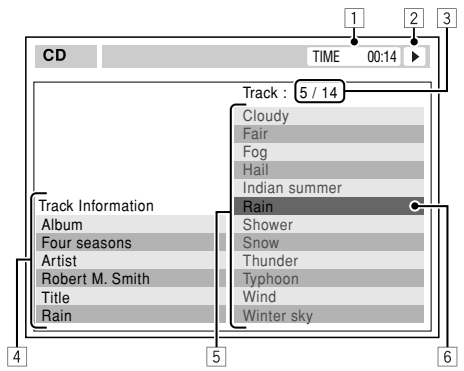 1 2 3
CD TIME 00:14
Track : 5 / 14
Cloudy
Fair
Fog
Hail
Indian summer
Rain
Shower
Snow
Thunder
Typhoon
Wind
Winter sky
Track Information
Album
Four seasons
Artist
Robert M. Smith
Title
Rain
4 5 6